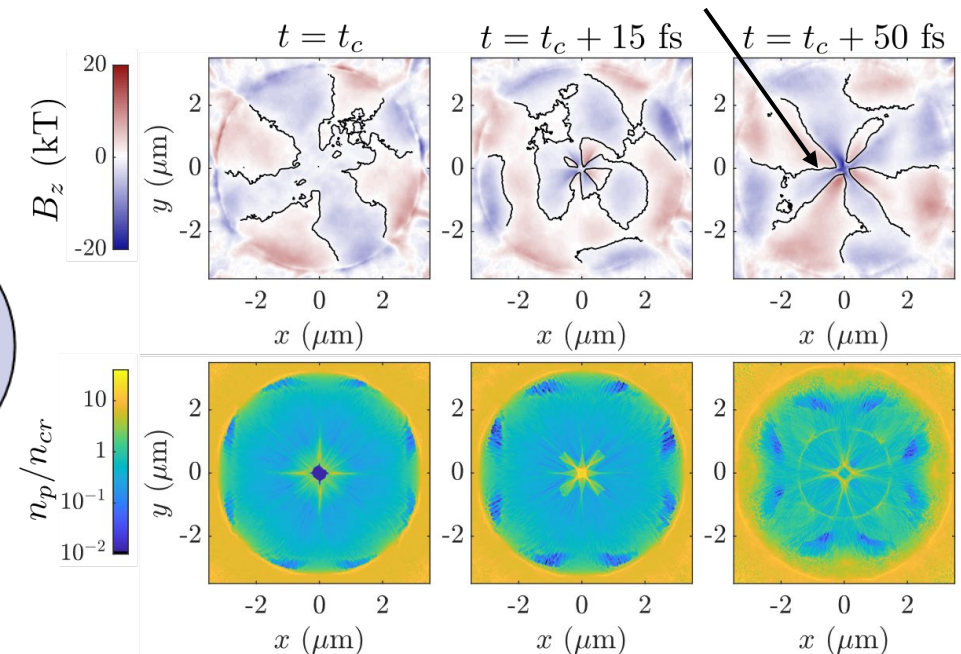 t = t_c
t = t_c + 15 fs
t = t_c + 50 fs
B_z (kT)
20
0
-20
y (μm)
2
0
-2
2
0
-2
2
0
-2
-2 0 2
-2 0 2
-2 0 2
x (μm)
x (μm)
x (μm)
n_p/n_cr
10
1
10^-1
10^-2
y (μm)
2
0
-2
y (μm)
2
0
-2
2
0
-2
-2 0 2
-2 0 2
-2 0 2
x (μm)
x (μm)
x (μm)